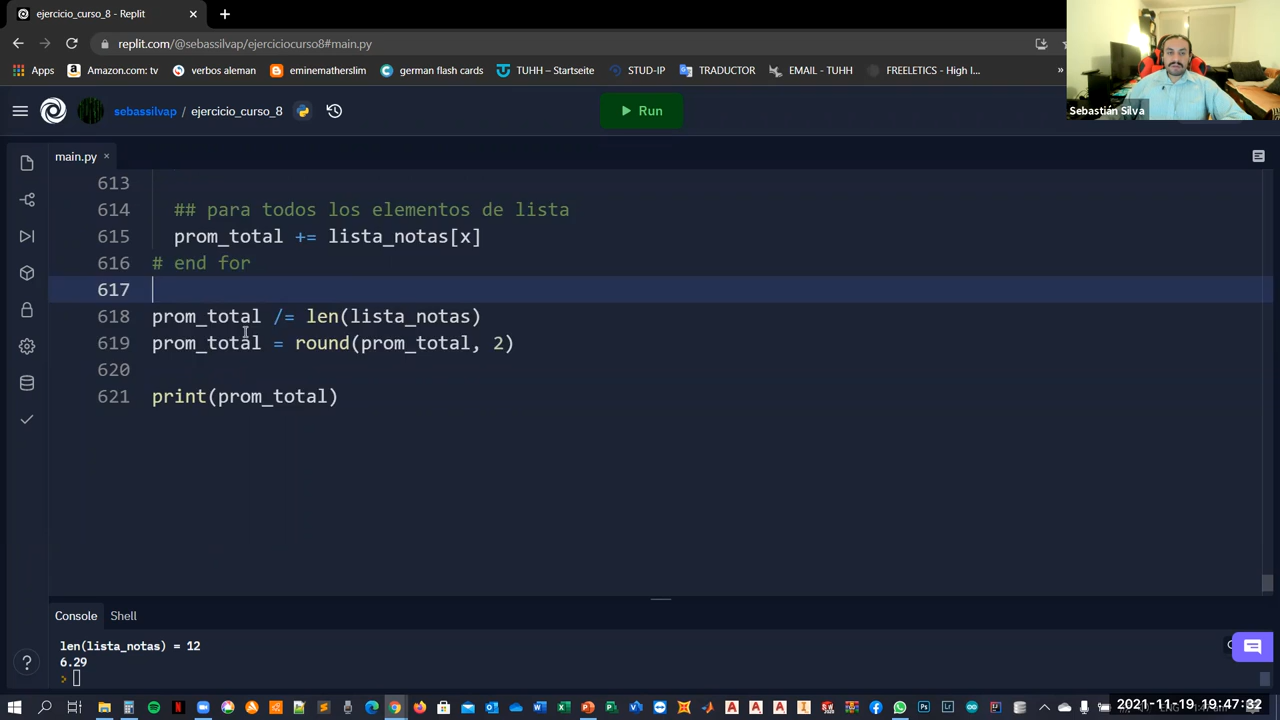 ejercicio_curso_8 - Replit
replit.com/@sebassilvap/ejerciciocurso8#main.py
Apps Amazon.com: tv verbos aleman eminematherslim german flash TUHH – Startseite STUD-IP TRADUCTOR EMAIL - TUHH FREELETICS - High I... »
Sebastián Silva
sebassilvap / ejercicio_curso_8
Run
main.py
613
614 ## para todos los elementos de lista
615 prom_total += lista_notas[x]
616 # end for
617
618 prom_total /= len(lista_notas)
619 prom_total = round(prom_total, 2)
620
621 print(prom_total)
Console Shell
len(lista_notas) = 12
6.29
2021-11-19 19:47:32